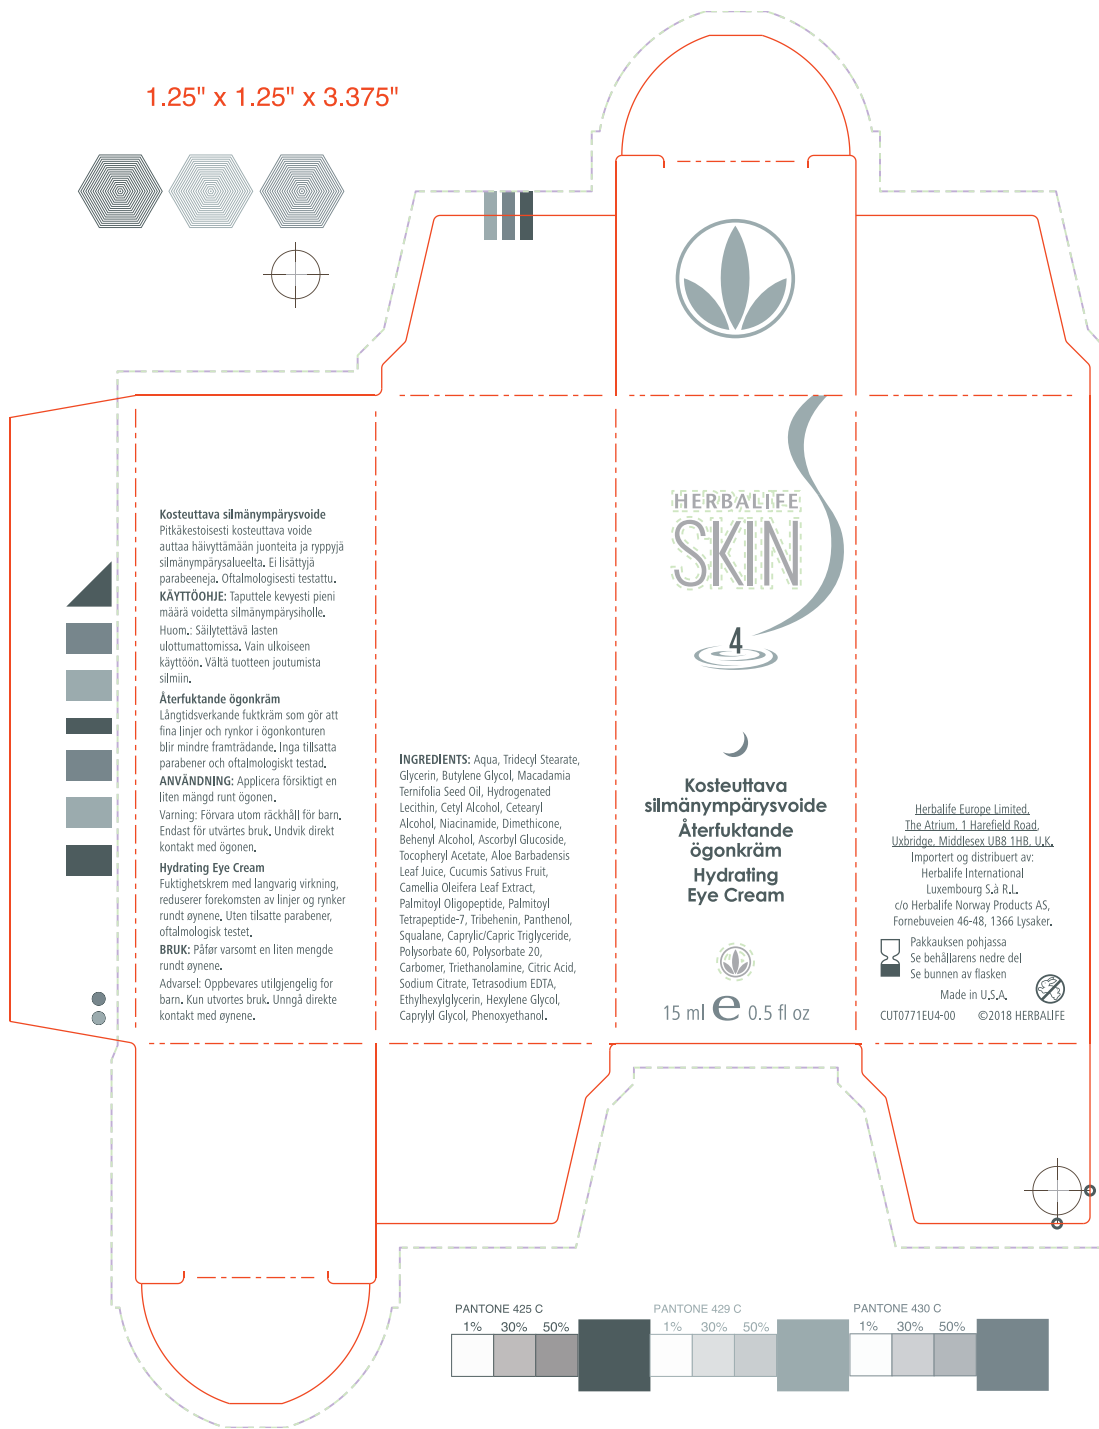 1.25" x 1.25" x 3.375"
Kosteuttava silmänympärysvoide
Pitkäkestoisesti kosteuttava voide
auttaa häivyttämään juonteita ja ryppyjä
silmänympärysalueelta. Ei lisättyjä
parabeeneja. Oftalmologisesti testattu.
KÄYTTÖOHJE: Taputtele kevyesti pieni
määrä voidetta silmänympärysiholle.
Huom.: Säilytettävä lasten
ulottumattomissa. Vain ulkoiseen
käyttöön. Vältä tuotteen joutumista
silmiin.
Återfuktande ögonkräm
Långtidsverkande fuktkräm som gör att
fina linjer och rynkor i ögonkonturen
blir mindre framträdande. Inga tillsatta
parabener och oftalmologiskt testad.
ANVÄNDNING: Applicera försiktigt en
liten mängd runt ögonen.
Varning: Förvara utom räckhåll för barn.
Endast för utvärtes bruk. Undvik direkt
kontakt med ögonen.
Hydrating Eye Cream
Fuktighetskrem med langvarig virkning,
reduserer forekomsten av linjer og rynker
rundt øynene. Uten tilsatte parabener,
oftalmologisk testet.
BRUK: Påfør varsomt en liten mengde
rundt øynene.
Advarsel: Oppbevares utilgjengelig for
barn. Kun utvortes bruk. Unngå direkte
kontakt med øynene.
INGREDIENTS: Aqua, Tridecyl Stearate,
Glycerin, Butylene Glycol, Macadamia
Ternifolia Seed Oil, Hydrogenated
Lecithin, Cetyl Alcohol, Cetearyl
Alcohol, Niacinamide, Dimethicone,
Behenyl Alcohol, Ascorbyl Glucoside,
Tocopheryl Acetate, Aloe Barbadensis
Leaf Juice, Cucumis Sativus Fruit,
Camellia Oleifera Leaf Extract,
Palmitoyl Oligopeptide, Palmitoyl
Tetrapeptide-7, Tribehenin, Panthenol,
Squalane, Caprylic/Capric Triglyceride,
Polysorbate 60, Polysorbate 20,
Carbomer, Triethanolamine, Citric Acid,
Sodium Citrate, Tetrasodium EDTA,
Ethylhexylglycerin, Hexylene Glycol,
Caprylyl Glycol, Phenoxyethanol.
HERBALIFE
SKIN
4
Kosteuttava
silmänympärysvoide
Återfuktande
ögonkräm
Hydrating
Eye Cream
15 ml e 0.5 fl oz
Herbalife Europe Limited,
The Atrium, 1 Harefield Road,
Uxbridge, Middlesex UB8 1HB, U.K.
Importert og distribuert av:
Herbalife International
Luxembourg S.à R.L.
c/o Herbalife Norway Products AS,
Fornebuveien 46-48, 1366 Lysaker.
Pakkauksen pohjassa
Se behållarens nedre del
Se bunnen av flasken
Made in U.S.A.
CUT0771EU4-00 ©2018 HERBALIFE
PANTONE 425 C PANTONE 429 C PANTONE 430 C
1% 30% 50% 1% 30% 50% 1% 30% 50%